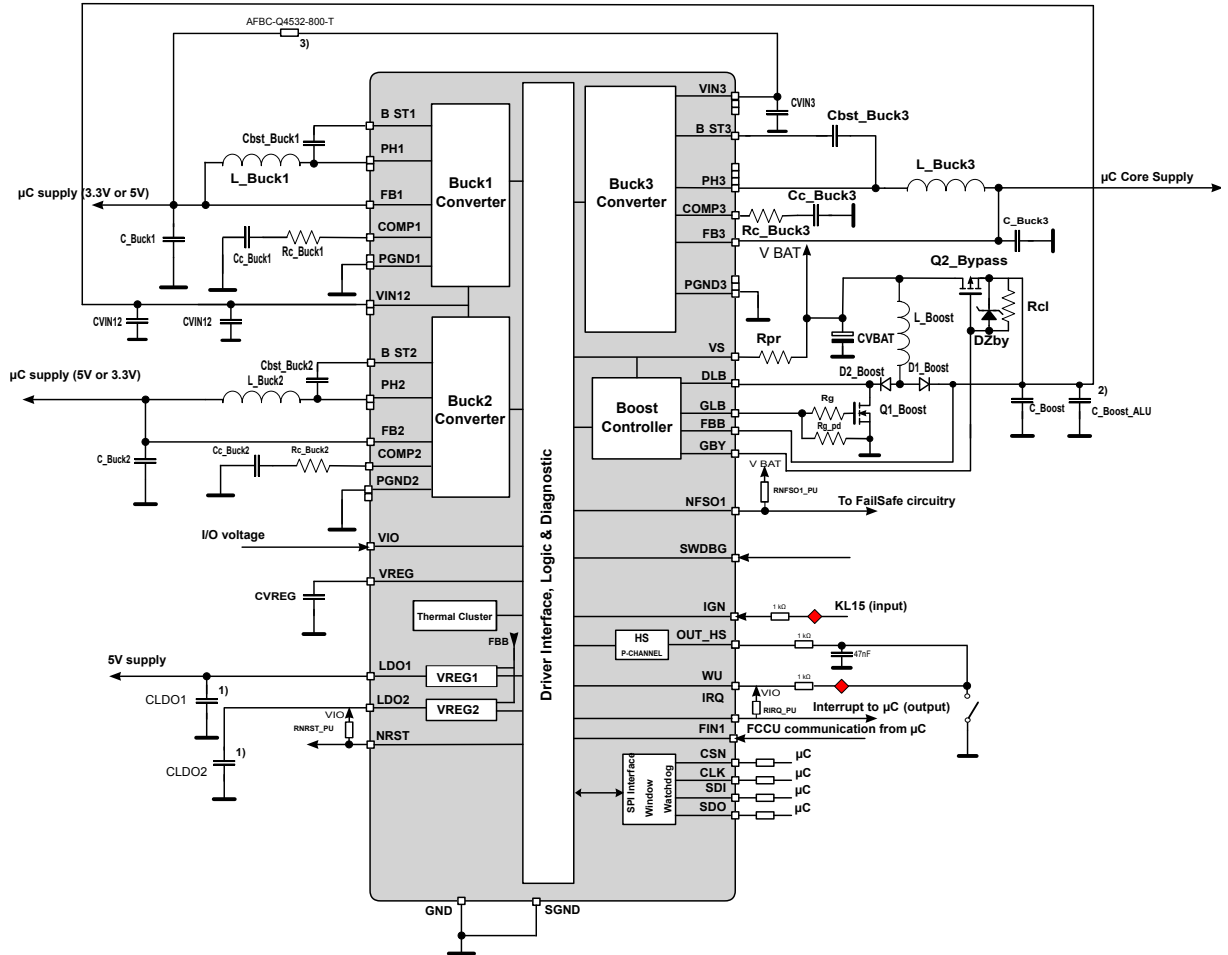 AFBC-Q4532-800-T
3)
VIN3
CVIN3
B ST1
Cbst_Buck1
PH1
L_Buck1
µC supply (3.3V or 5V)
FB1
Buck1
Converter
COMP1
C_Buck1
Cc_Buck1
Rc_Buck1
PGND1
VIN12
CVIN12
CVIN12
B ST3
Cbst_Buck3
PH3
L_Buck3
µC Core Supply
Buck3
Converter
COMP3
Cc_Buck3
Rc_Buck3
C_Buck3
FB3
V BAT
Q2_Bypass
PGND3
L_Boost
Rcl
CVBAT
DZby
Rpr
VS
B ST2
Cbst_Buck2
L_Buck2
µC supply (5V or 3.3V)
PH2
Buck2
Converter
FB2
Cc_Buck2
Rc_Buck2
C_Buck2
COMP2
PGND2
DLB
D2_Boost
D1_Boost
2)
Boost
Controller
GLB
Rg
Q1_Boost
Rg_pd
C_Boost
C_Boost_ALU
FBB
GBY
V BAT
RNFSO1_PU
NFSO1
To FailSafe circuitry
I/O voltage
VIO
SWDBG
VREG
CVREG
Driver Interface, Logic & Diagnostic
Thermal Cluster
FBB
IGN
1 kΩ
KL15 (input)
HS
P-CHANNEL
OUT_HS
1 kΩ
47nF
5V supply
LDO1
VREG1
CLDO1
1)
LDO2
VREG2
WU
VIO
1 kΩ
IRQ
RIRQ_PU
Interrupt to µC (output)
VIO
RNRST_PU
NRST
FIN1
FCCU communication from µC
CLDO2
1)
SPI Interface
Window
Watchdog
CSN
µC
CLK
µC
SDI
µC
SDO
µC
GND
SGND